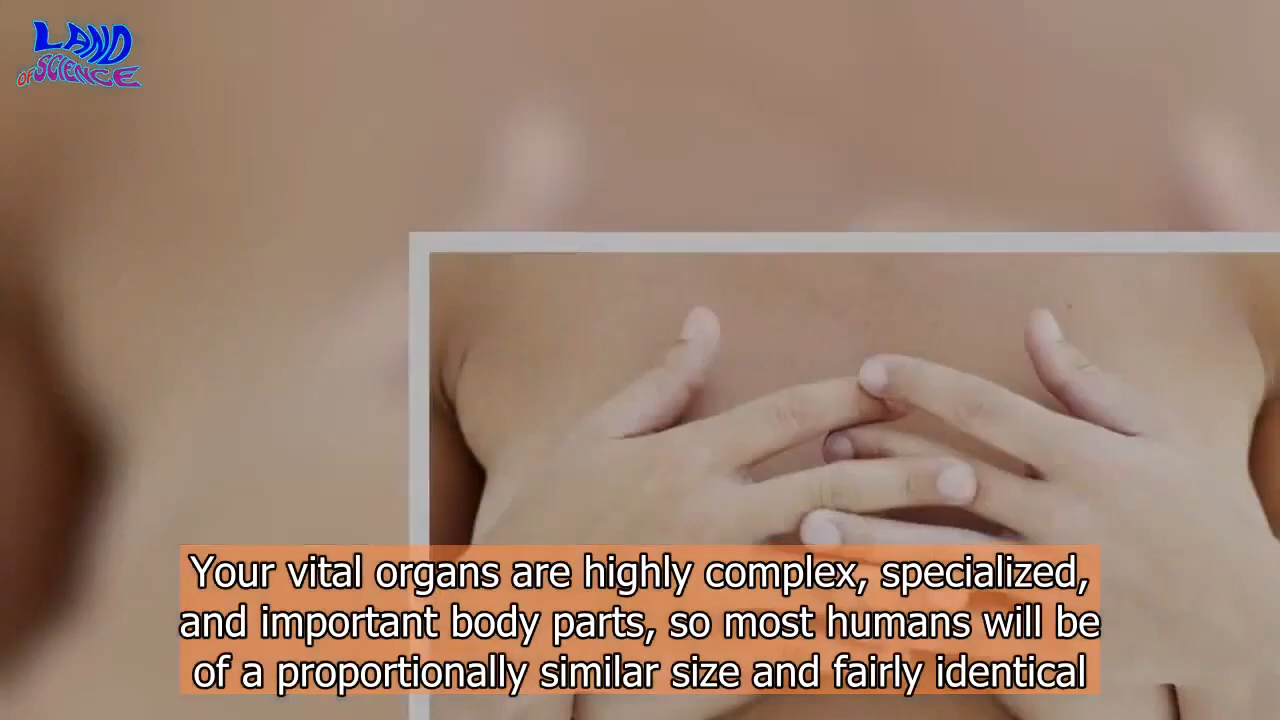 LAND
OF SCIENCE
Your vital organs are highly complex, specialized,
and important body parts, so most humans will be
of a proportionally similar size and fairly identical